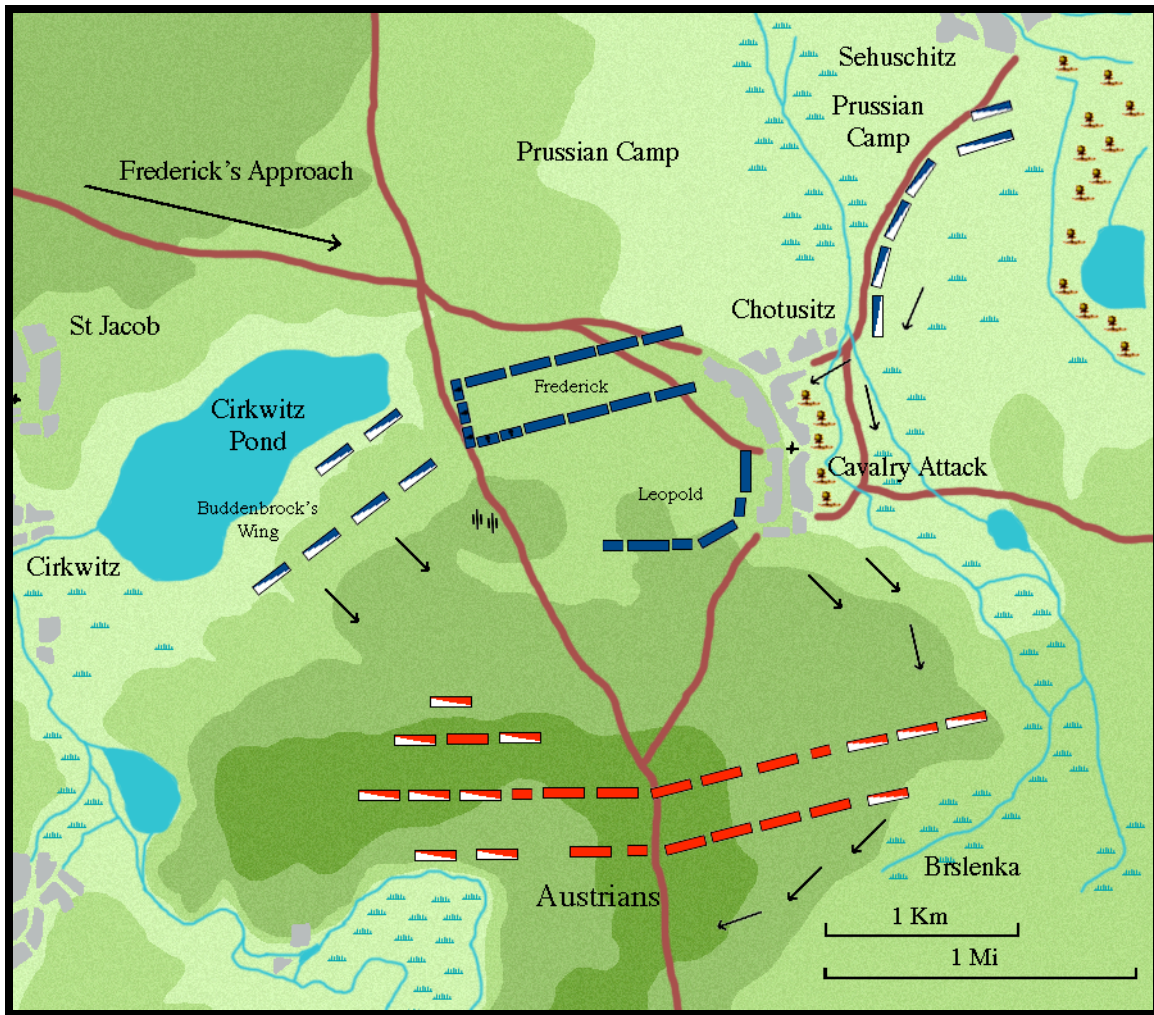 Sehuschitz
Prussian
Camp
Prussian Camp
Frederick's Approach
Chotusitz
St Jacob
Frederick
Cirkwitz
Pond
Cavalry Attack
Leopold
Buddenbrock's
Wing
Cirkwitz
Brslenka
Austrians
1 Km
1 Mi